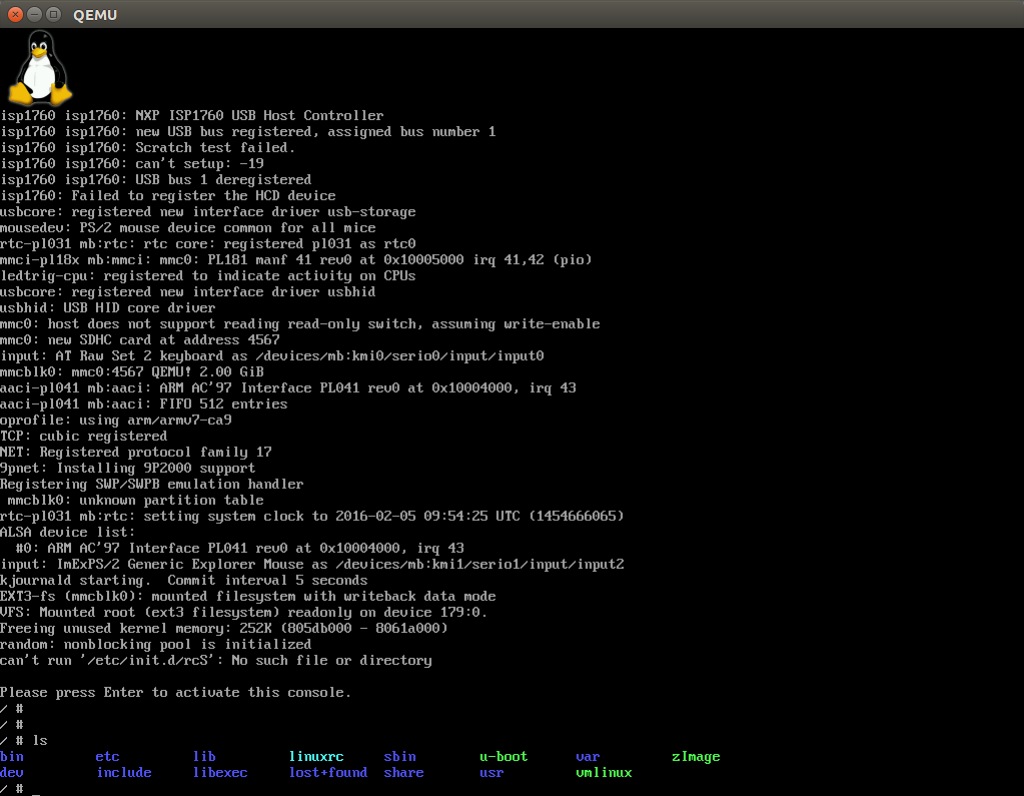 QEMU
isp1760 isp1760: NXP ISP1760 USB Host Controller
isp1760 isp1760: new USB bus registered, assigned bus number 1
isp1760 isp1760: Scratch test failed.
isp1760 isp1760: can't setup: -19
isp1760 isp1760: USB bus 1 deregistered
isp1760: Failed to register the HCD device
usbcore: registered new interface driver usb-storage
mousedev: PS/2 mouse device common for all mice
rtc-pl031 mb:rtc: rtc core: registered pl031 as rtc0
mmci-pl18x mb:mmci: mmc0: PL181 manf 41 rev0 at 0x10005000 irq 41,42 (pio)
ledtrig-cpu: registered to indicate activity on CPUs
usbcore: registered new interface driver usbhid
usbhid: USB HID core driver
mmc0: host does not support reading read-only switch, assuming write-enable
mmc0: new SDHC card at address 4567
input: AT Raw Set 2 keyboard as /devices/mb:kmi0/serio0/input/input0
mmcblk0: mmc0:4567 QEMU! 2.00 GiB
aaci-pl041 mb:aaci: ARM AC'97 Interface PL041 rev0 at 0x10004000, irq 43
aaci-pl041 mb:aaci: FIFO 512 entries
oprofile: using arm/armv7-ca9
TCP: cubic registered
NET: Registered protocol family 17
9pnet: Installing 9P2000 support
Registering SWP/SWPB emulation handler
 mmcblk0: unknown partition table
rtc-pl031 mb:rtc: setting system clock to 2016-02-05 09:54:25 UTC (1454666065)
ALSA device list:
  #0: ARM AC'97 Interface PL041 rev0 at 0x10004000, irq 43
input: ImExPS/2 Generic Explorer Mouse as /devices/mb:kmi1/serio1/input/input2
kjournald starting.  Commit interval 5 seconds
EXT3-fs (mmcblk0): mounted filesystem with writeback data mode
VFS: Mounted root (ext3 filesystem) readonly on device 179:0.
Freeing unused kernel memory: 252K (805db000 - 8061a000)
random: nonblocking pool is initialized
can't run '/etc/init.d/rcS': No such file or directory

Please press Enter to activate this console.
/ #
/ #
/ # ls
bin         etc         lib         linuxrc     sbin        u-boot      var         zImage
dev         include     libexec     lost+found  share       usr         vmlinux
/ # _